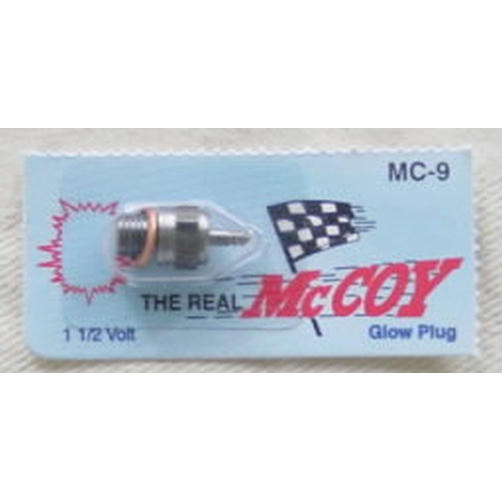 MC-9
THE REAL McCOY
1 1/2 Volt
Glow Plug